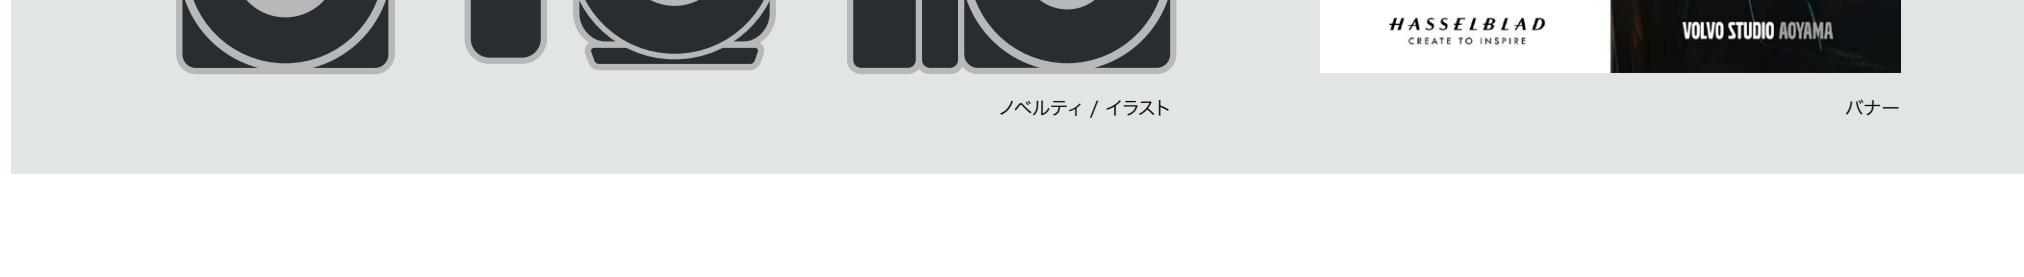 HASSELBLAD
CREATE TO INSPIRE
VOLVO STUDIO AOYAMA
ノベルティ / イラスト
バナー